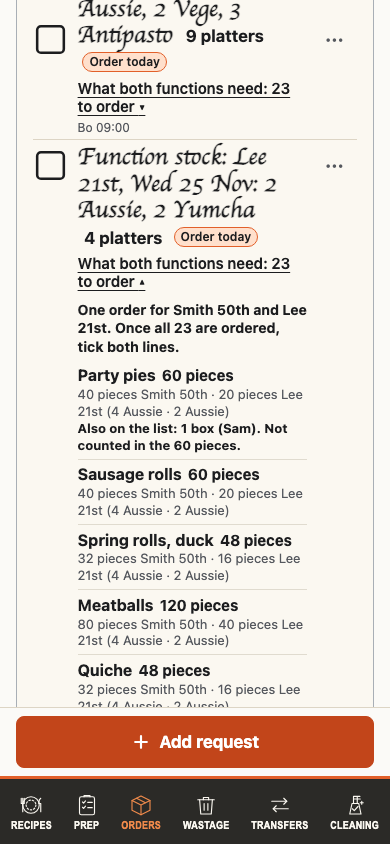 Aussie, 2 Vege, 3
Antipasto 9 platters
Order today
What both functions need: 23
to order ▾
Bo 09:00
Function stock: Lee
21st, Wed 25 Nov: 2
Aussie, 2 Yumcha
4 platters Order today
What both functions need: 23
to order ▴
One order for Smith 50th and Lee
21st. Once all 23 are ordered,
tick both lines.
Party pies 60 pieces
40 pieces Smith 50th · 20 pieces Lee
21st (4 Aussie · 2 Aussie)
Also on the list: 1 box (Sam). Not
counted in the 60 pieces.
Sausage rolls 60 pieces
40 pieces Smith 50th · 20 pieces Lee
21st (4 Aussie · 2 Aussie)
Spring rolls, duck 48 pieces
32 pieces Smith 50th · 16 pieces Lee
21st (4 Aussie · 2 Aussie)
Meatballs 120 pieces
80 pieces Smith 50th · 40 pieces Lee
21st (4 Aussie · 2 Aussie)
Quiche 48 pieces
32 pieces Smith 50th · 16 pieces Lee
21st (4 Aussie · 2 Aussie)
+ Add request
RECIPES PREP ORDERS WASTAGE TRANSFERS CLEANING